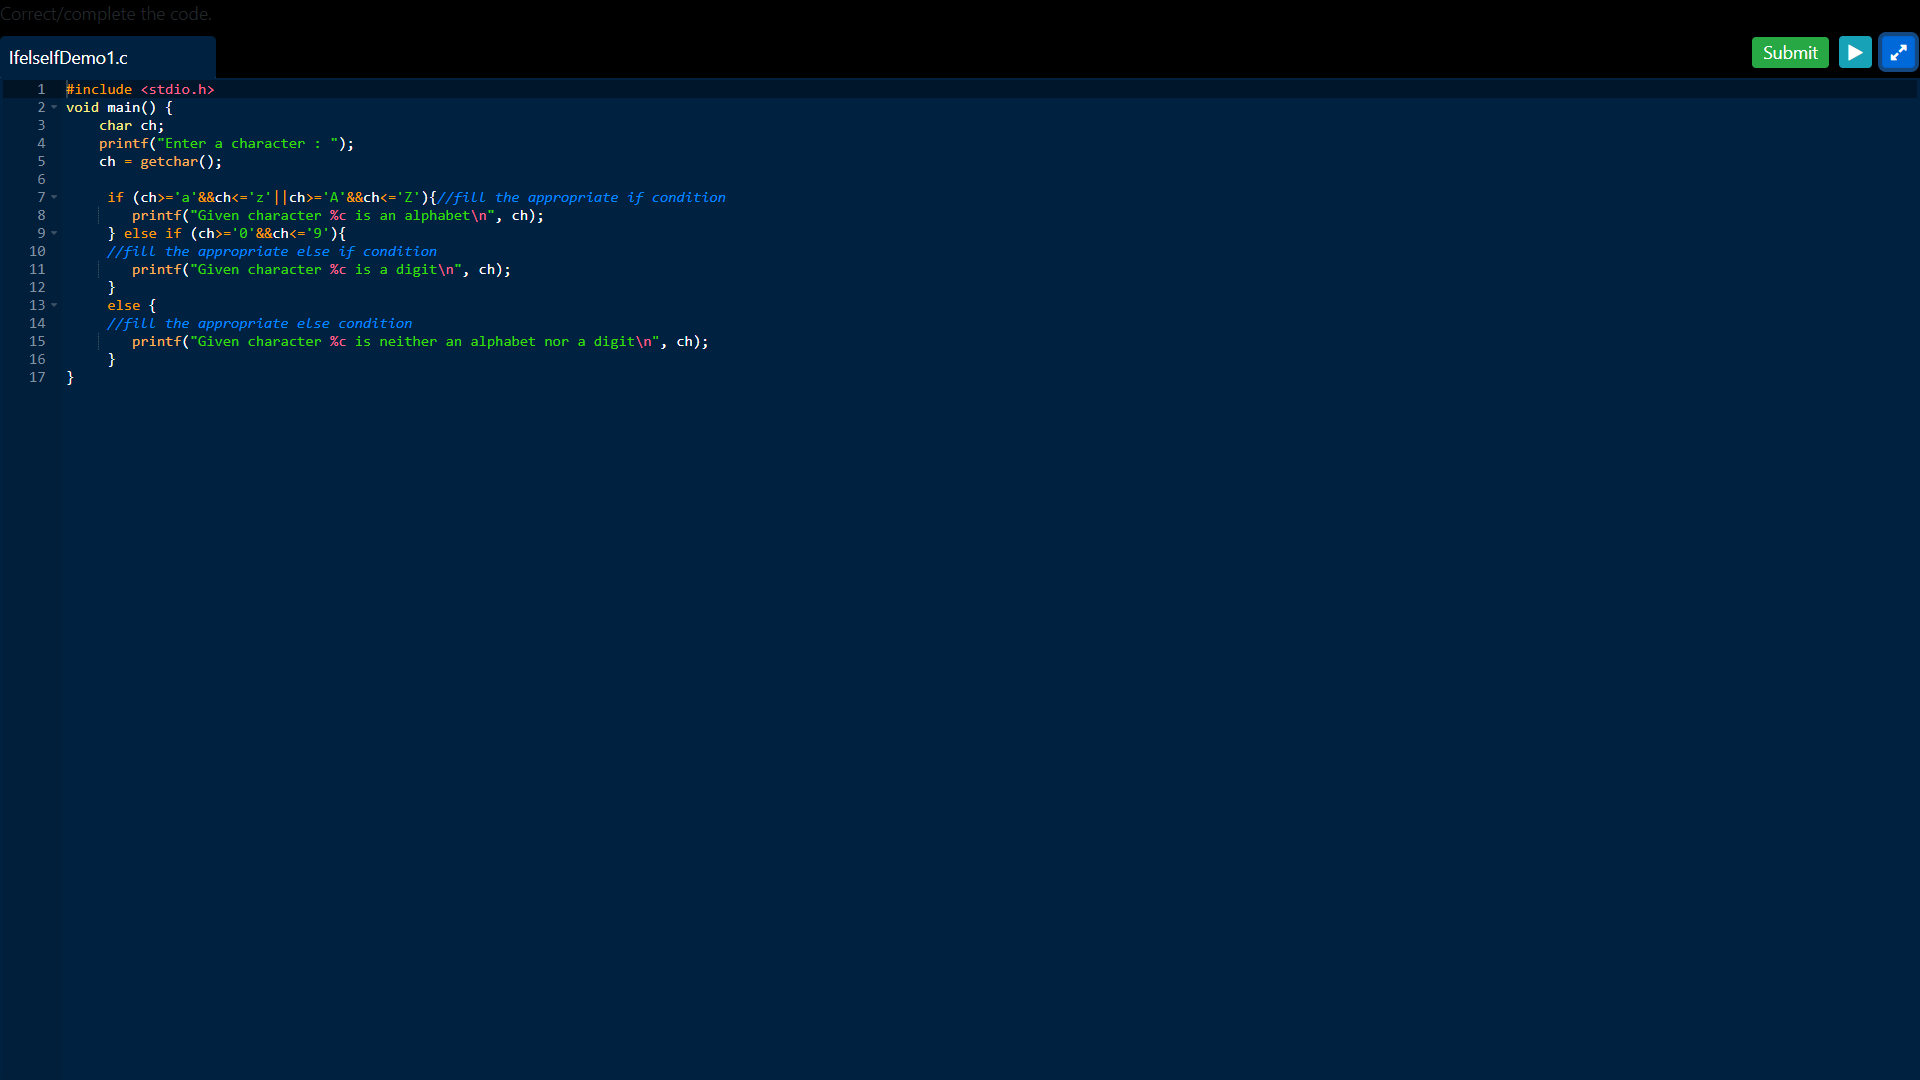 Correct/complete the code.
IfelseIfDemo1.c
Submit
1 #include <stdio.h>
2 void main() {
3     char ch;
4     printf("Enter a character : ");
5     ch = getchar();
6
7      if (ch>='a'&&ch<='z'||ch>='A'&&ch<='Z'){//fill the appropriate if condition
8         printf("Given character %c is an alphabet\n", ch);
9      } else if (ch>='0'&&ch<='9'){
10      //fill the appropriate else if condition
11         printf("Given character %c is a digit\n", ch);
12      }
13      else {
14      //fill the appropriate else condition
15         printf("Given character %c is neither an alphabet nor a digit\n", ch);
16      }
17 }